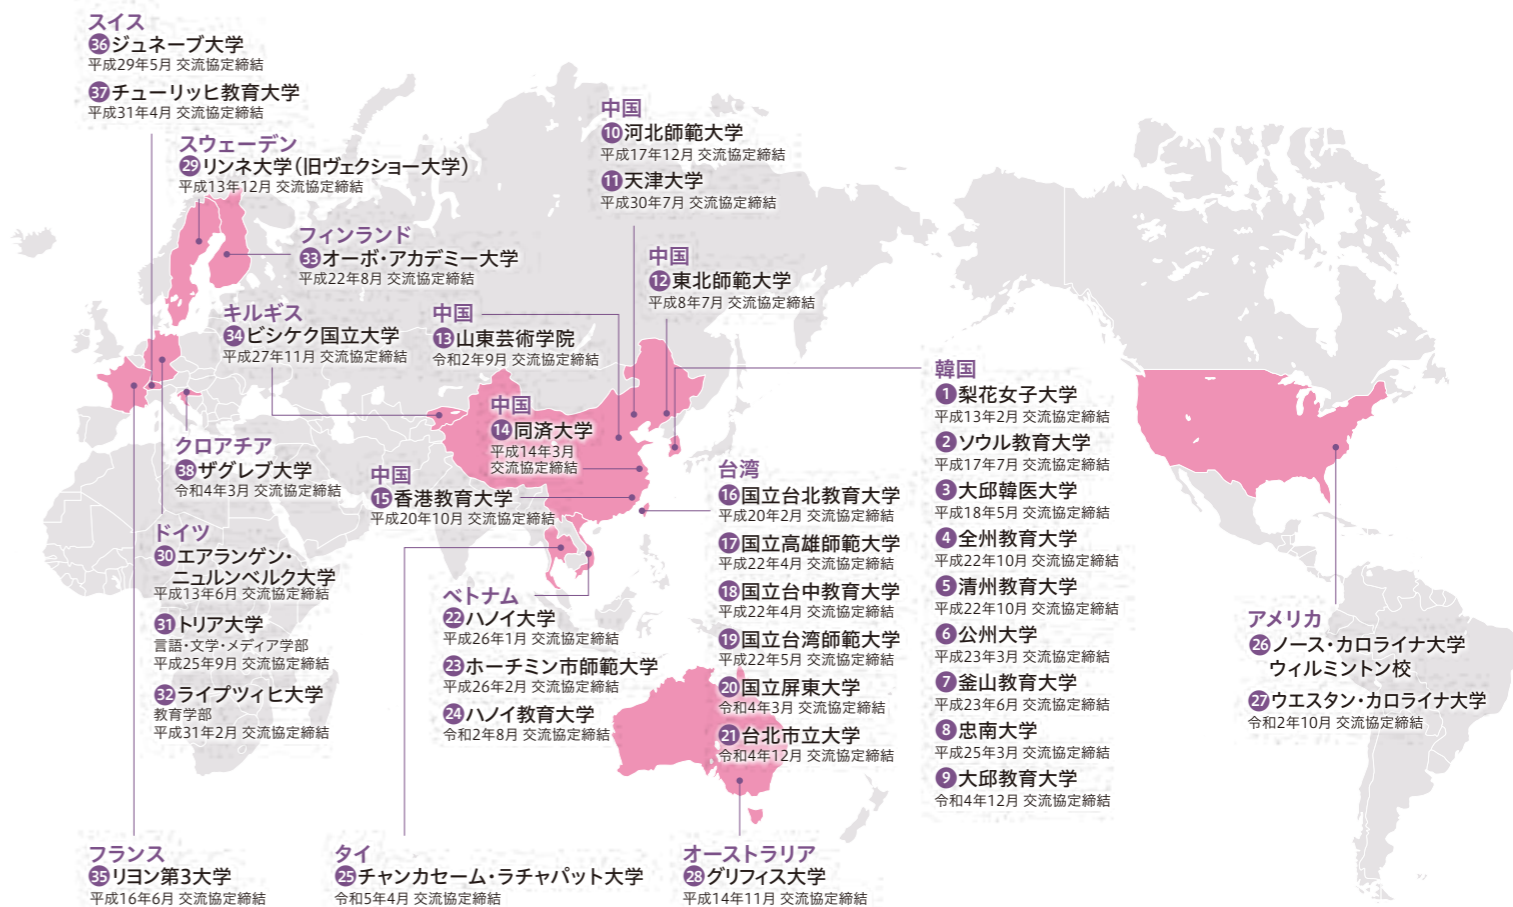 スイス
36ジュネーブ大学
平成29年5月 交流協定締結
37チューリッヒ教育大学
平成31年4月 交流協定締結
スウェーデン
29リンネ大学(旧ヴェクショー大学)
平成13年12月 交流協定締結
フィンランド
33オーボ・アカデミー大学
平成22年8月 交流協定締結
キルギス
34ビシケク国立大学
平成27年11月 交流協定締結
中国
10河北師範大学
平成17年12月 交流協定締結
11天津大学
平成30年7月 交流協定締結
中国
12東北師範大学
平成8年7月 交流協定締結
中国
13山東芸術学院
令和2年9月 交流協定締結
中国
14同済大学
平成14年3月
交流協定締結
中国
15香港教育大学
平成20年10月 交流協定締結
クロアチア
38ザグレブ大学
令和4年3月 交流協定締結
ドイツ
30エアランゲン・
ニュルンベルク大学
平成13年6月 交流協定締結
31トリア大学
言語・文学・メディア学部
平成25年9月 交流協定締結
32ライプツィヒ大学
教育学部
平成31年2月 交流協定締結
ベトナム
22ハノイ大学
平成26年1月 交流協定締結
23ホーチミン市師範大学
平成26年2月 交流協定締結
24ハノイ教育大学
令和2年8月 交流協定締結
台湾
16国立台北教育大学
平成20年2月 交流協定締結
17国立高雄師範大学
平成22年4月 交流協定締結
18国立台中教育大学
平成22年4月 交流協定締結
19国立台湾師範大学
平成22年5月 交流協定締結
20国立屏東大学
令和4年3月 交流協定締結
21台北市立大学
令和4年12月 交流協定締結
韓国
1梨花女子大学
平成13年2月 交流協定締結
2ソウル教育大学
平成17年7月 交流協定締結
3大邱韓医大学
平成18年5月 交流協定締結
4全州教育大学
平成22年10月 交流協定締結
5清州教育大学
平成22年10月 交流協定締結
6公州大学
平成23年3月 交流協定締結
7釜山教育大学
平成23年6月 交流協定締結
8忠南大学
平成25年3月 交流協定締結
9大邱教育大学
令和4年12月 交流協定締結
アメリカ
26ノース・カロライナ大学
ウィルミントン校
27ウエスタン・カロライナ大学
令和2年10月 交流協定締結
フランス
35リヨン第3大学
平成16年6月 交流協定締結
タイ
25チャンカセーム・ラチャパット大学
令和5年4月 交流協定締結
オーストラリア
28グリフィス大学
平成14年11月 交流協定締結